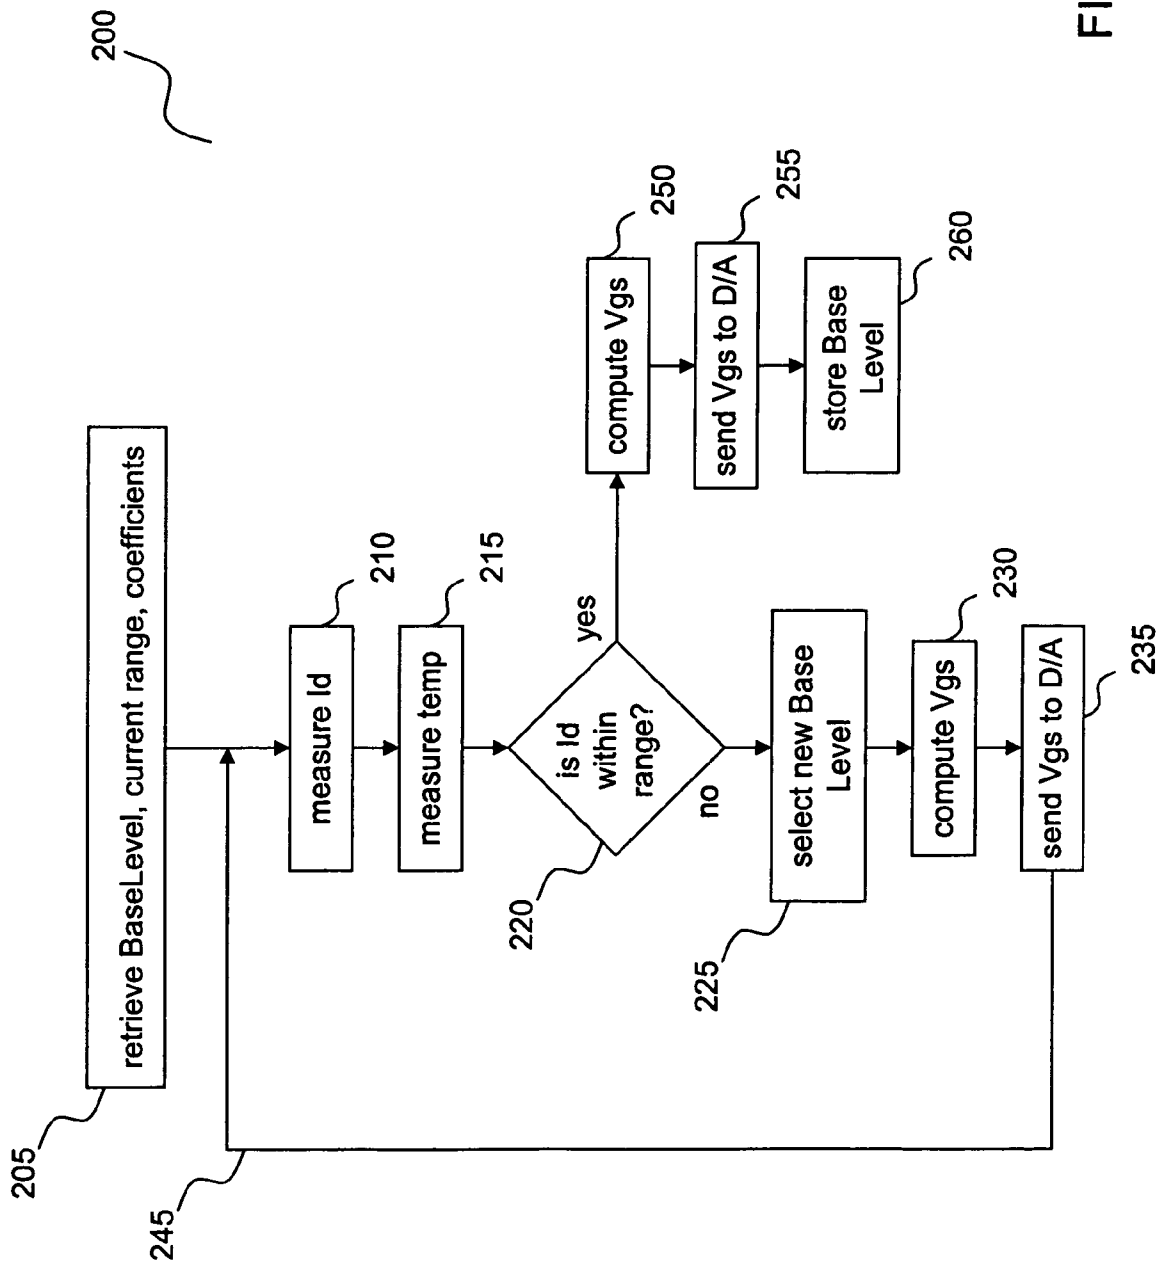 200
205
retrieve BaseLevel, current range, coefficients
245
210
measure Id
215
measure temp
220
is Id
within
range?
yes
no
250
compute Vgs
255
send Vgs to D/A
260
store Base
Level
225
select new Base
Level
230
compute Vgs
235
send Vgs to D/A